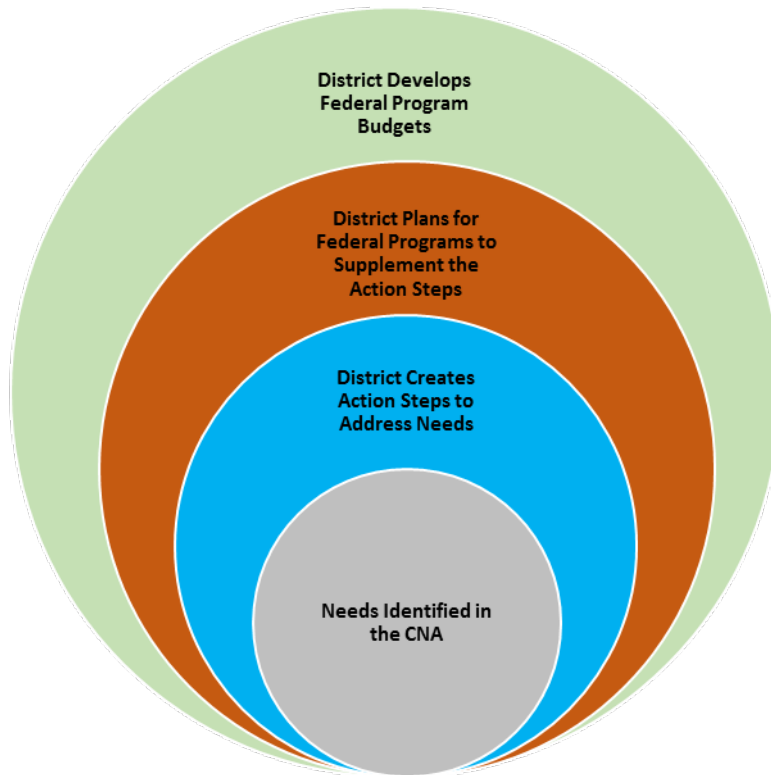 District Develops
Federal Program
Budgets
District Plans for
Federal Programs to
Supplement the
Action Steps
District Creates
Action Steps to
Address Needs
Needs Identified in
the CNA